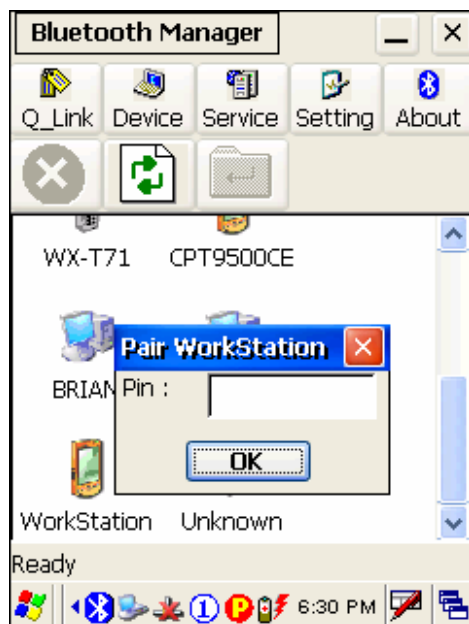 Bluetooth Manager
Q_Link Device Service Setting About
WX-T71 CPT9500CE
Pair WorkStation
BRIAN
Pin :
OK
WorkStation Unknown
Ready
1 P 6:30 PM